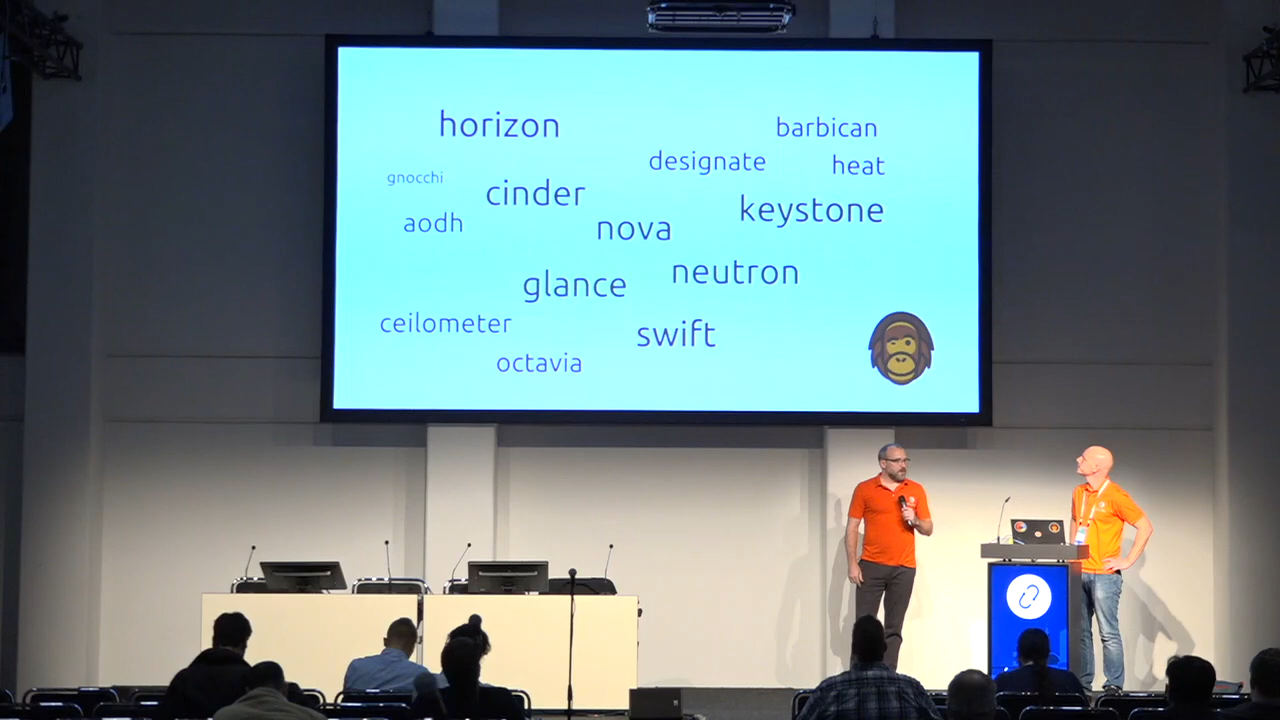 horizon
barbican
designate
heat
gnocchi
cinder
keystone
aodh
nova
neutron
glance
ceilometer
swift
octavia